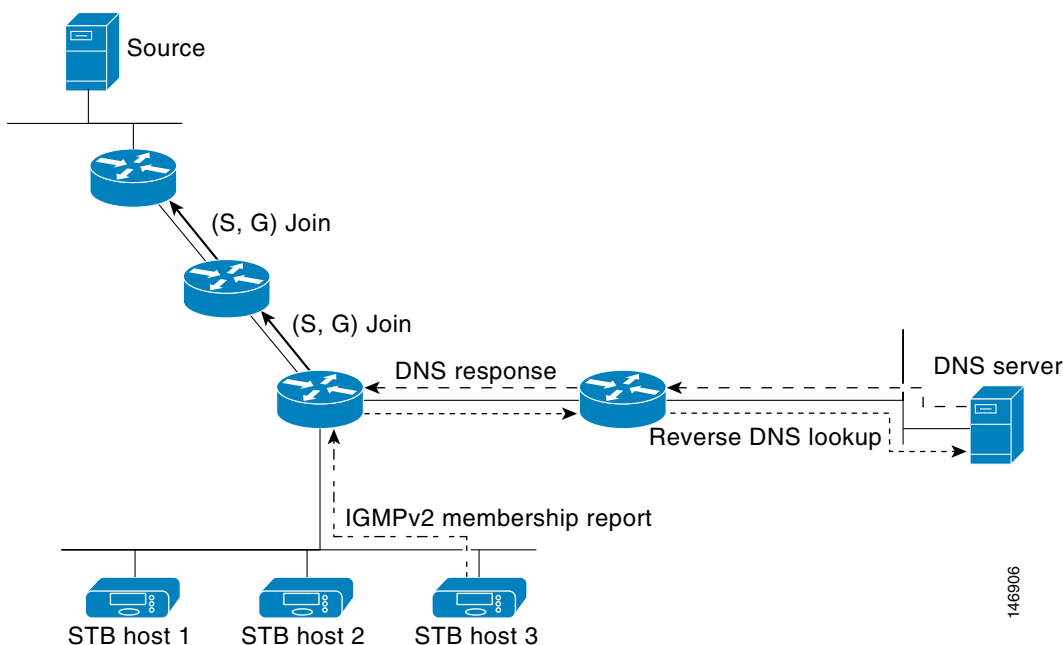 Source
(S, G) Join
(S, G) Join
DNS response
DNS server
Reverse DNS lookup
IGMPv2 membership report
STB host 1
STB host 2
STB host 3
146906